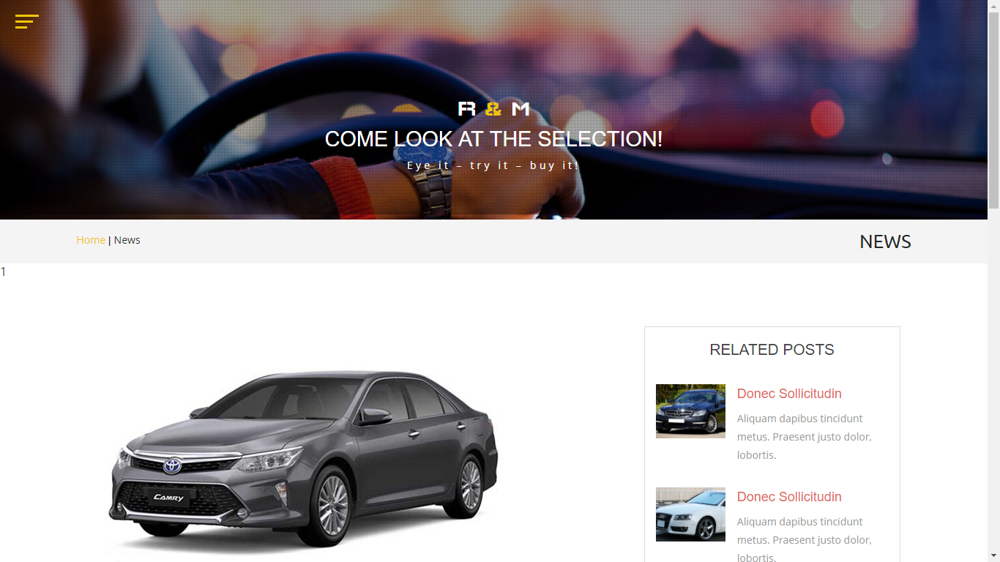 R & M
COME LOOK AT THE SELECTION!
Eye it – try it – buy it!
Home | News
NEWS
1
CAMRY
RELATED POSTS
Donec Sollicitudin
Aliquam dapibus tincidunt
metus. Praesent justo dolor,
lobortis.
Donec Sollicitudin
Aliquam dapibus tincidunt
metus. Praesent justo dolor,
lobortis.